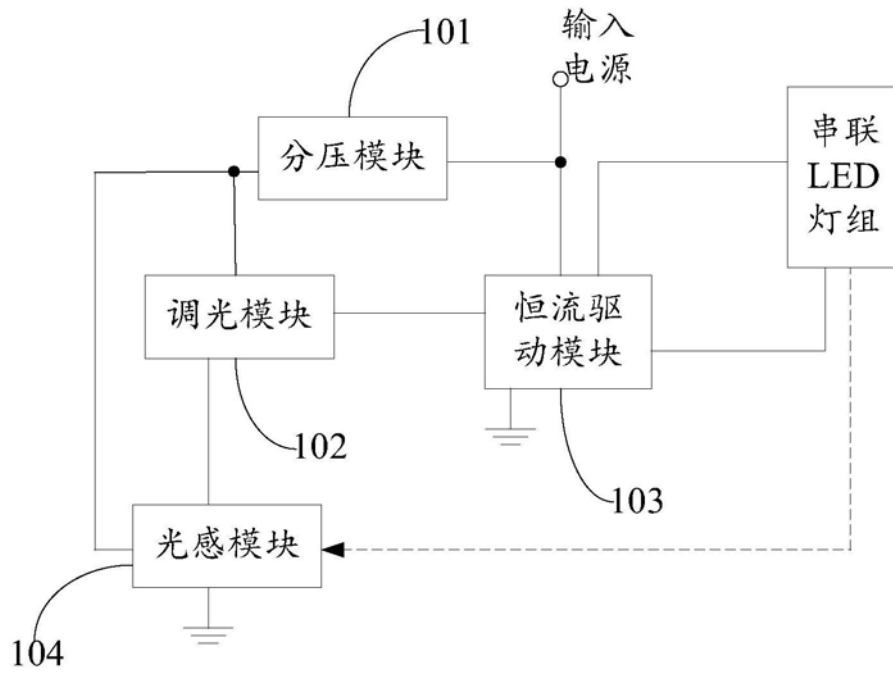 101
输入
电源
分压模块
串联
LED
灯组
调光模块
恒流驱
动模块
102
103
光感模块
104